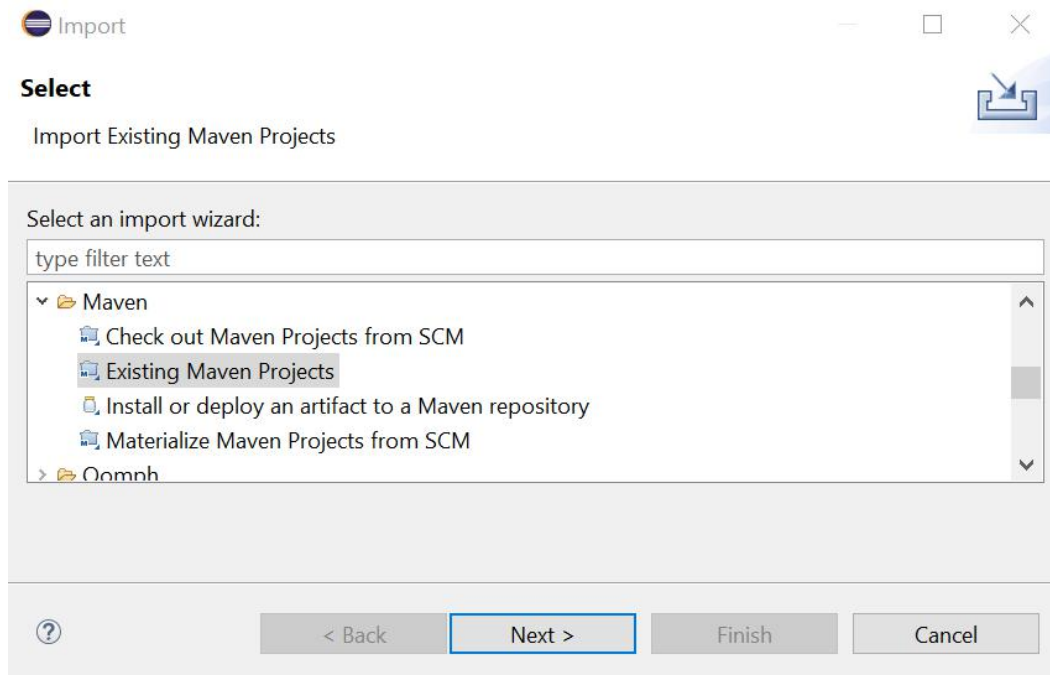 Import
Select
Import Existing Maven Projects
Select an import wizard:
type filter text
Maven
Check out Maven Projects from SCM
Existing Maven Projects
Install or deploy an artifact to a Maven repository
Materialize Maven Projects from SCM
Oomph
< Back Next > Finish Cancel